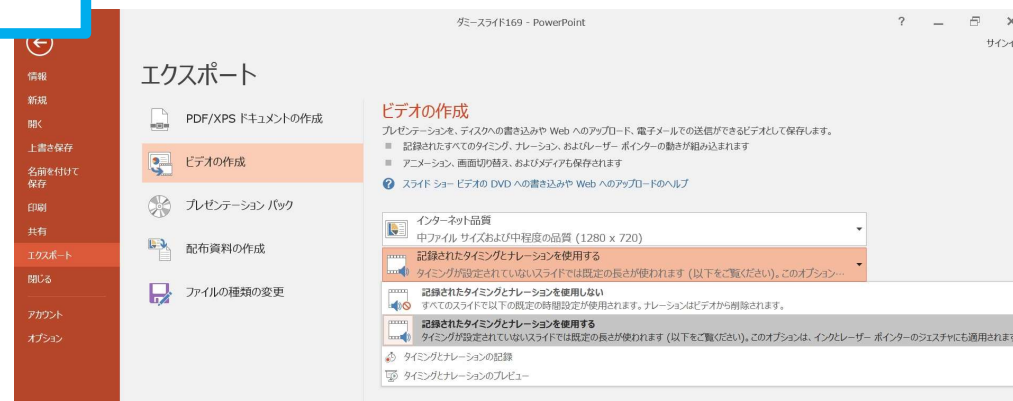 ダミースライド169 - PowerPoint
?
情報
新規
開く
上書き保存
名前を付けて
保存
印刷
共有
エクスポート
閉じる
アカウント
オプション
エクスポート
PDF/XPS ドキュメントの作成
ビデオの作成
プレゼンテーション パック
配布資料の作成
ファイルの種類の変更
ビデオの作成
プレゼンテーションを、ディスクへの書き込みや Web へのアップロード、電子メールでの送信ができるビデオとして保存します。
記録されたすべてのタイミング、ナレーション、およびレーザー ポインターの動きが組み込まれます
アニメーション、画面切り替え、およびメディアも保存されます
スライド ショー ビデオの DVD への書き込みや Web へのアップロードのヘルプ
インターネット品質
中ファイル サイズおよび中程度の品質 (1280 x 720)
記録されたタイミングとナレーションを使用する
タイミングが設定されていないスライドでは既定の長さが使われます (以下をご覧ください)。このオプション…
記録されたタイミングとナレーションを使用しない
すべてのスライドで以下の既定の時間設定が使用されます。ナレーションはビデオから削除されます。
記録されたタイミングとナレーションを使用する
タイミングが設定されていないスライドでは既定の長さが使われます (以下をご覧ください)。このオプションは、インクとレーザー ポインターのジェスチャにも適用されます
タイミングとナレーションの記録
タイミングとナレーションのプレビュー